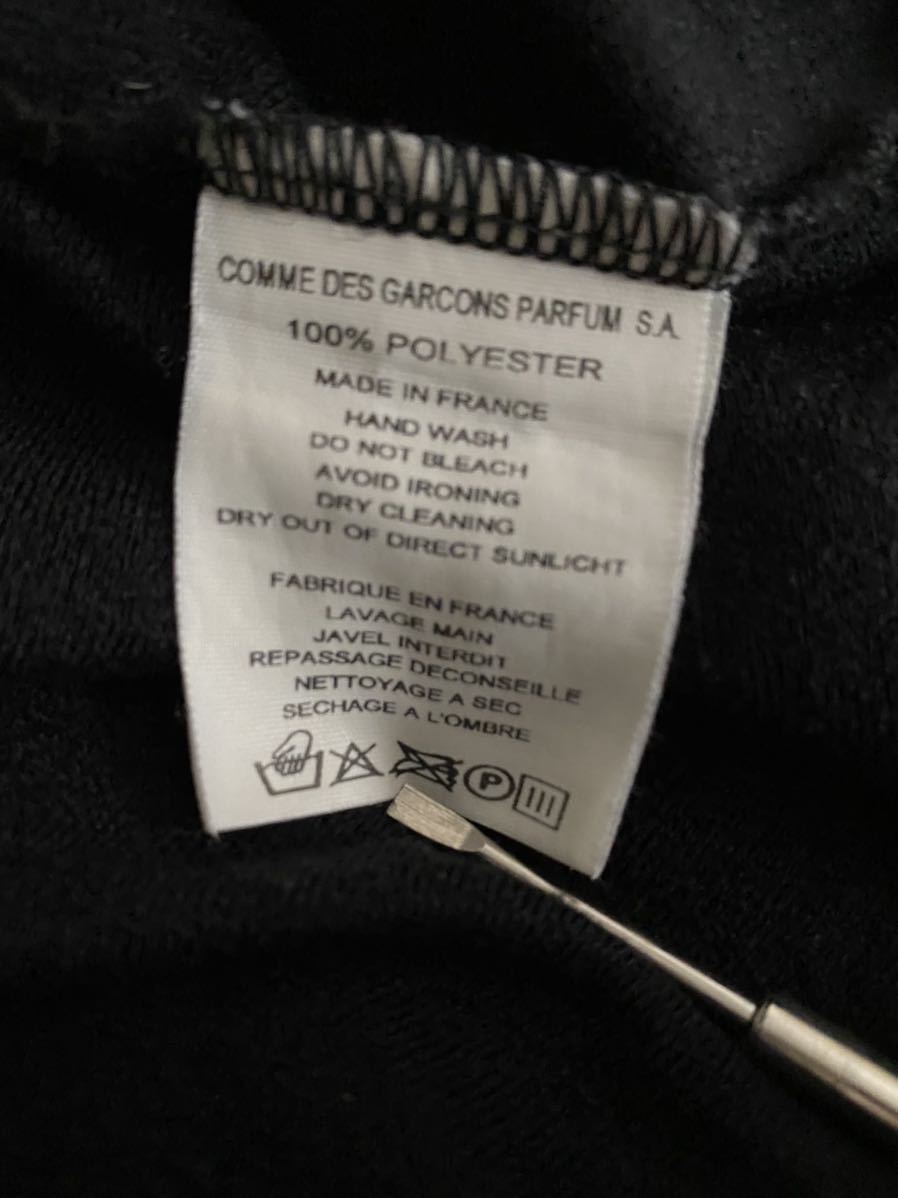 COMME DES GARCONS PARFUM S.A.
100% POLYESTER
MADE IN FRANCE
HAND WASH
DO NOT BLEACH
AVOID IRONING
DRY CLEANING
DRY OUT OF DIRECT SUNLICHT
FABRIQUE EN FRANCE
LAVAGE MAIN
JAVEL INTERDIT
REPASSAGE DECONSEILLE
NETTOYAGE A SEC
SECHAGE A L'OMBRE
P